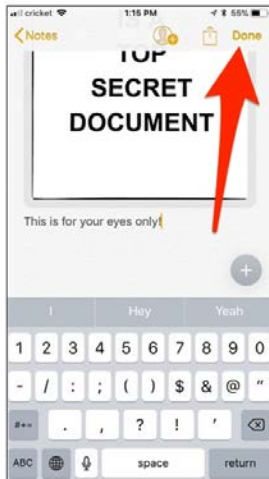 cricket 1:15 PM 55%
Notes Done
TOP
SECRET
DOCUMENT
This is for your eyes only!
I Hey Yeah
1 2 3 4 5 6 7 8 9 0
- / : ; ( ) $ & @ "
#+= . , ? ! '
ABC space return